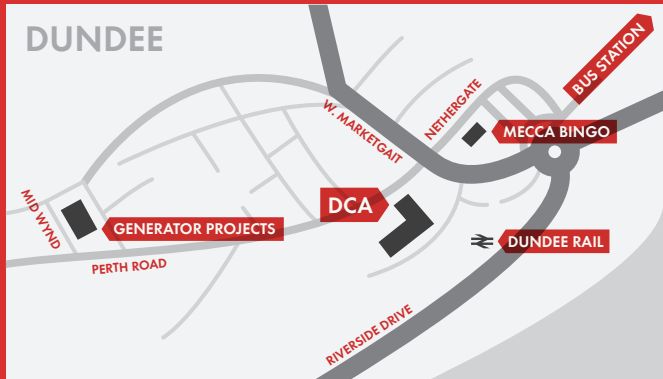 DUNDEE
BUS STATION
W. MARKETGAIT
NETHERGATE
MECCA BINGO
MID WYND
DCA
GENERATOR PROJECTS
DUNDEE RAIL
PERTH ROAD
RIVERSIDE DRIVE